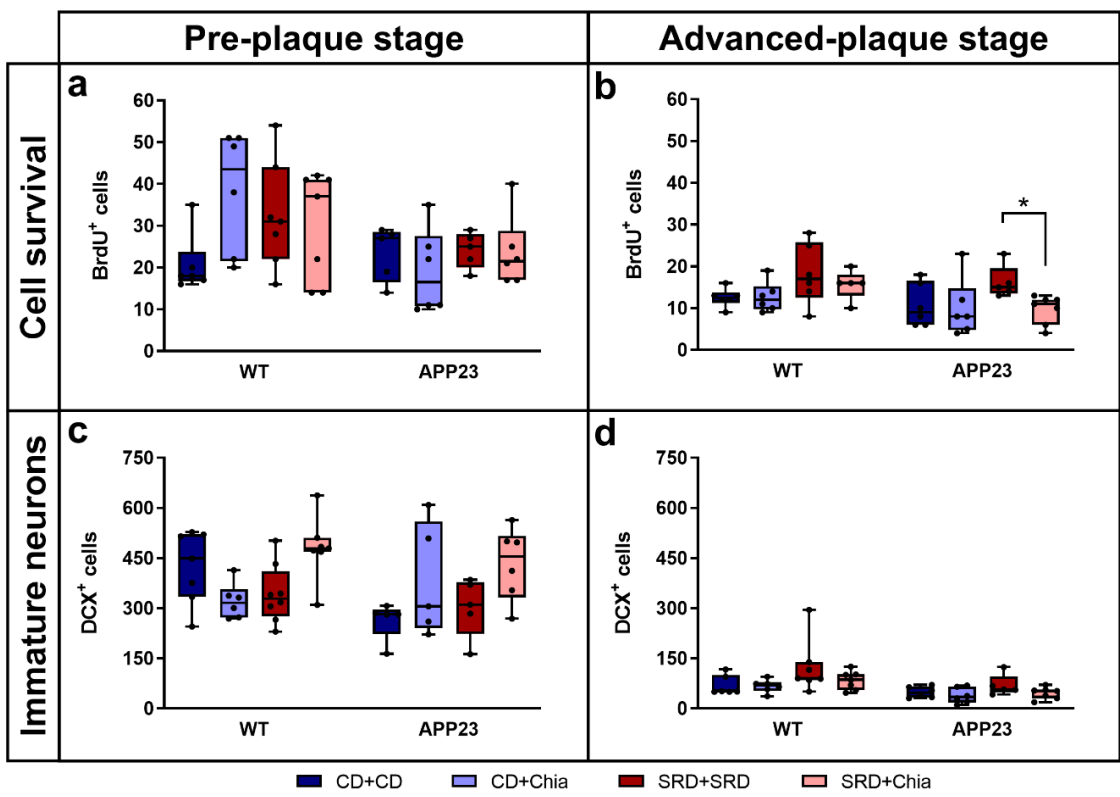 Pre-plaque stage
Advanced-plaque stage
Cell survival
a
BrdU⁺ cells
60
50
40
30
20
10
0
WT
APP23
b
BrdU⁺ cells
60
50
40
30
20
10
0
*
WT
APP23
Immature neurons
c
DCX⁺ cells
750
600
450
300
150
0
WT
APP23
d
DCX⁺ cells
750
600
450
300
150
0
WT
APP23
CD+CD
CD+Chia
SRD+SRD
SRD+Chia